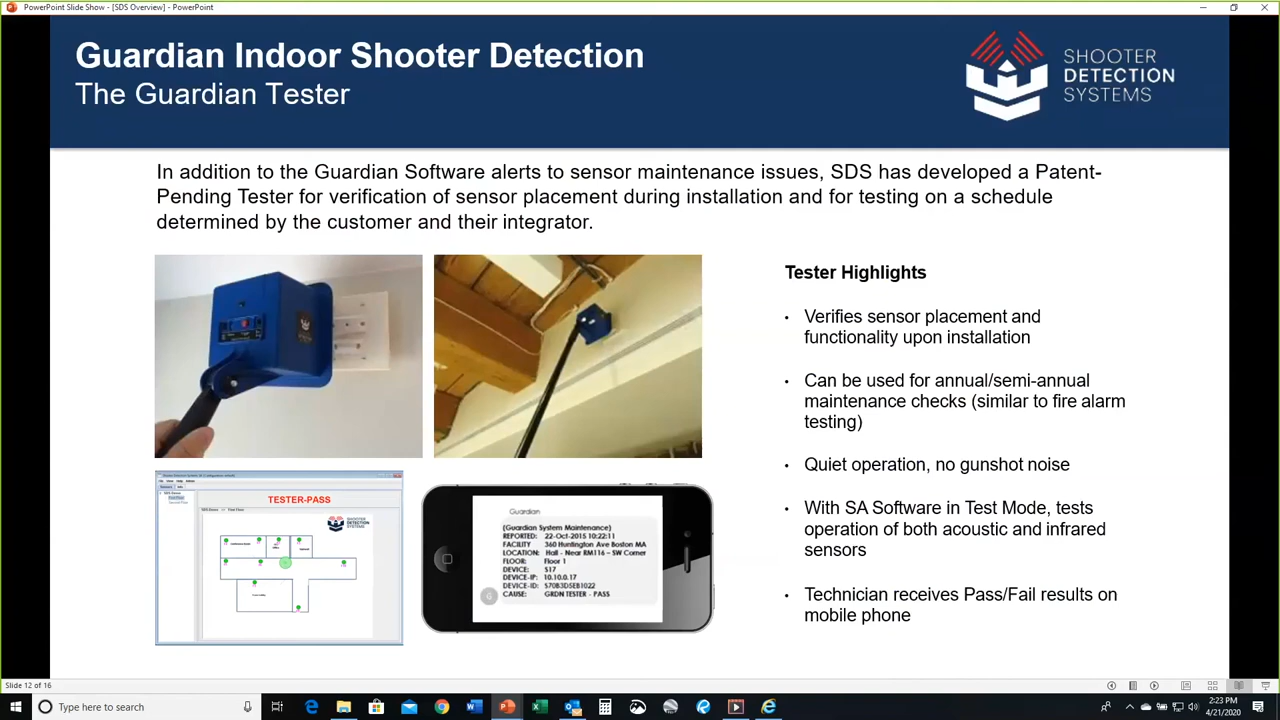 PowerPoint Slide Show - [SDS Overview] - PowerPoint
Guardian Indoor Shooter Detection
The Guardian Tester
SHOOTER
DETECTION
SYSTEMS
In addition to the Guardian Software alerts to sensor maintenance issues, SDS has developed a Patent-
Pending Tester for verification of sensor placement during installation and for testing on a schedule
determined by the customer and their integrator.
Tester Highlights
• Verifies sensor placement and
functionality upon installation
• Can be used for annual/semi-annual
maintenance checks (similar to fire alarm
testing)
• Quiet operation, no gunshot noise
• With SA Software in Test Mode, tests
operation of both acoustic and infrared
sensors
• Technician receives Pass/Fail results on
mobile phone
TESTER-PASS
SHOOTER
DETECTION
SYSTEMS
Guardian
(Guardian System Maintenance)
REPORTED: 22-Oct-2015 10:22:11
FACILITY 360 Huntington Ave Boston MA
LOCATION: Hall - Near RM116 - SW Corner
FLOOR: Floor 1
DEVICE: S17
DEVICE-IP: 10.10.0.17
DEVICE-ID: S70B3D5EB1022
CAUSE: GRDN TESTER - PASS
G
Slide 12 of 16
Type here to search
2:23 PM
4/21/2020